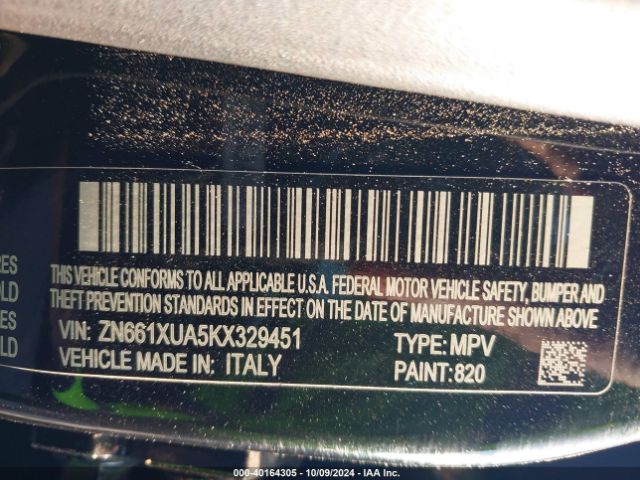 THIS VEHICLE CONFORMS TO ALL APPLICABLE U.S.A. FEDERAL MOTOR VEHICLE SAFETY, BUMPER AND
THEFT PREVENTION STANDARDS IN EFFECT ON THE DATE OF MANUFACTURE SHOWN ABOVE
VIN: ZN661XUA5KX329451 TYPE: MPV
VEHICLE MADE IN: ITALY PAINT: 820
000-40164305 - 10/09/2024 - IAA Inc.